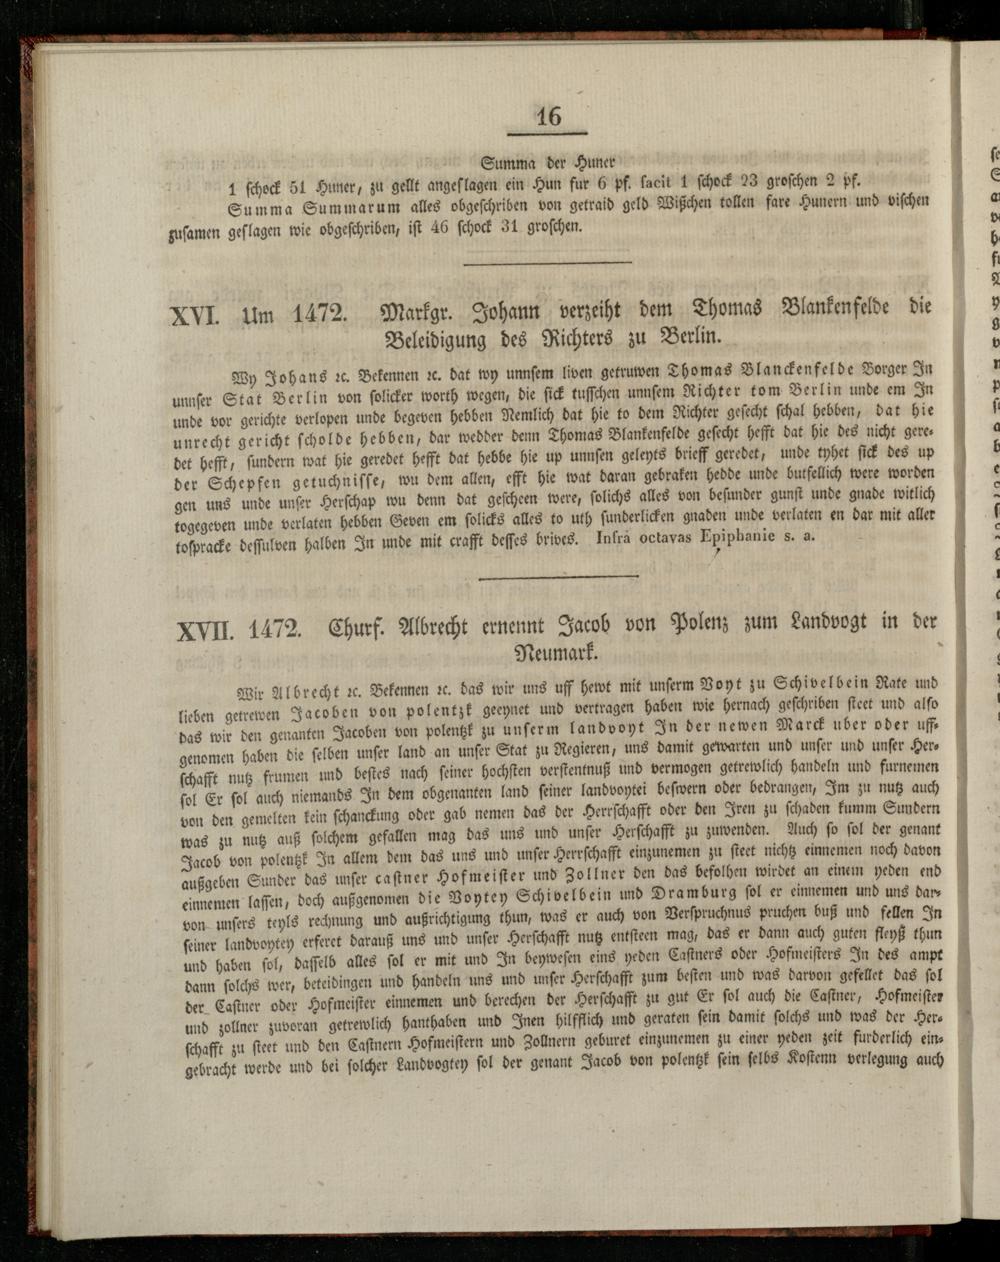 16
Summa der Huner
1 schock 51 Huner, zu gellt angeslagen ein Hun fur 6 pf. facit 1 schock 23 groschen 2 pf.
Summa Summarum alles obgeschriben von getraid geld Wißchen tollen fare Hunern und vischen
zusamen geslagen wie obgeschriben, ist 46 schock 31 groschen.
XVI. Um 1472. Markgr. Johann verzeiht dem Thomas Blankenfelde die
Beleidigung des Richters zu Berlin.
Wy Johans ꝛc. Bekennen ꝛc. dat wy unnsem liven getruwen Thomas Blanckenfelde Borger In
unnser Stat Berlin von solicker worth wegen, die sick tusschen unnsem Richter tom Berlin unde em In
unde vor gerichte verlopen unde begeven hebben Nemlich dat hie to dem Richter gesecht schal hebben, dat hie
unrecht gericht scholde hebben, dar wedder denn Thomas Blankenfelde gesecht hefft dat hie des nicht gere-
det hefft, sundern wat hie geredet hefft dat hebbe hie up unnsen geleyts brieff geredet, unde tyhet sick des up
der Schepfen getuchnisse, wu dem allen, efft hie wat daran gebraken hedde unde butfellich were worden
gen uns unde unser Herschap wu denn dat gescheen were, solichs alles von besunder gunst unde gnade witlich
togegeven unde verlaten hebben Geven em solicks alles to uth sunderlicken gnaden unde verlaten en dar mit aller
tospracke dessulven halben In unde mit crafft desses brives. Infra octavas Epiphanie s. a.
XVII. 1472. Churf. Albrecht ernennt Jacob von Polenz zum Landvogt in der
Neumark.
Wir Albrecht ꝛc. Bekennen ꝛc. das wir uns uff hewt mit unserm Voyt zu Schivelbein Rate und
lieben getrewen Jacoben von polentzk geeynet und vertragen haben wie hernach geschriben steet und also
das wir den genanten Jacoben von polentzk zu unserm landvoyt In der newen Marck uber oder uff-
genomen haben die selben unser land an unser Stat zu Regieren, uns damit gewarten und unser und unser Her-
schafft nutz frumen und bestes nach seiner hochsten verstentnuß und vermogen getrewlich handeln und furnemen
sol Er sol auch niemands In dem obgenanten land seiner landvoytei beswern oder bedrangen, Im zu nutz auch
von den gemelten kein schanckung oder gab nemen das der Herrschafft oder den Iren zu schaden kumm Sundern
was zu nutz auß solchem gefallen mag das uns und unser Herschafft zu zuwenden. Auch so sol der genant
Jacob von polentzk In allem dem das uns und unser Herrschafft einzunemen zu steet nichtz einnemen noch davon
außgeben Sunder das unser castner Hofmeister und Zollner den das befolhen wirdet an einem yeden end
einnemen lassen, doch außgenomen die Voytey Schivelbein und Dramburg sol er einnemen und uns dar-
von unsers teyls rechnung und außrichtigung thun, was er auch von Verspruchnus pruchen buß und fellen In
seiner landvoytey erferet darauß uns und unser Herschafft nutz entsteen mag, das er dann auch guten fleyß thun
und haben sol, dasselb alles sol er mit und In beywesen eins yeden Castners oder Hofmeisters In des ampt
dann solchs wer, beteidingen und handeln uns und unser Herschafft zum besten und was darvon gefellet das sol
der Castner oder Hofmeister einnemen und berechen der Herschafft zu gut Er sol auch die Castner, Hofmeister
und zollner zuvoran getrewlich hanthaben und Inen hilfflich und geraten sein damit solchs und was der Her-
schafft zu steet und den Castnern Hofmeistern und Zollnern geburet einzunemen zu einer yeden zeit furderlich ein-
gebracht werde und bei solcher Landvogtey sol der genant Jacob von polentzk sein selbs Kostenn verlegung auch